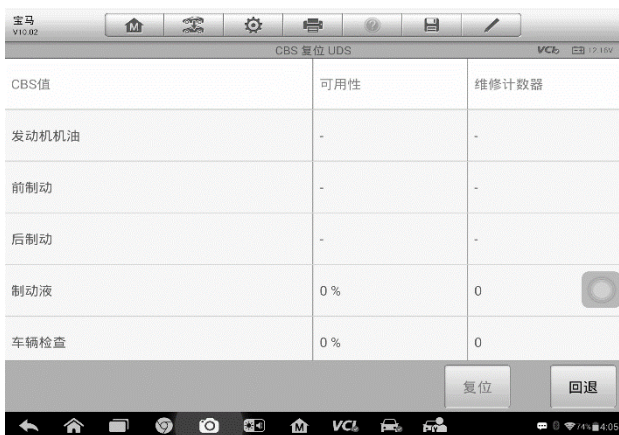 宝马
V10.02
CBS 复位 UDS
VCI 12.16V
CBS值 可用性 维修计数器
发动机机油 - -
前制动 - -
后制动 - -
制动液 0 % 0
车辆检查 0 % 0
复位 回退
VCI 74% 4:05